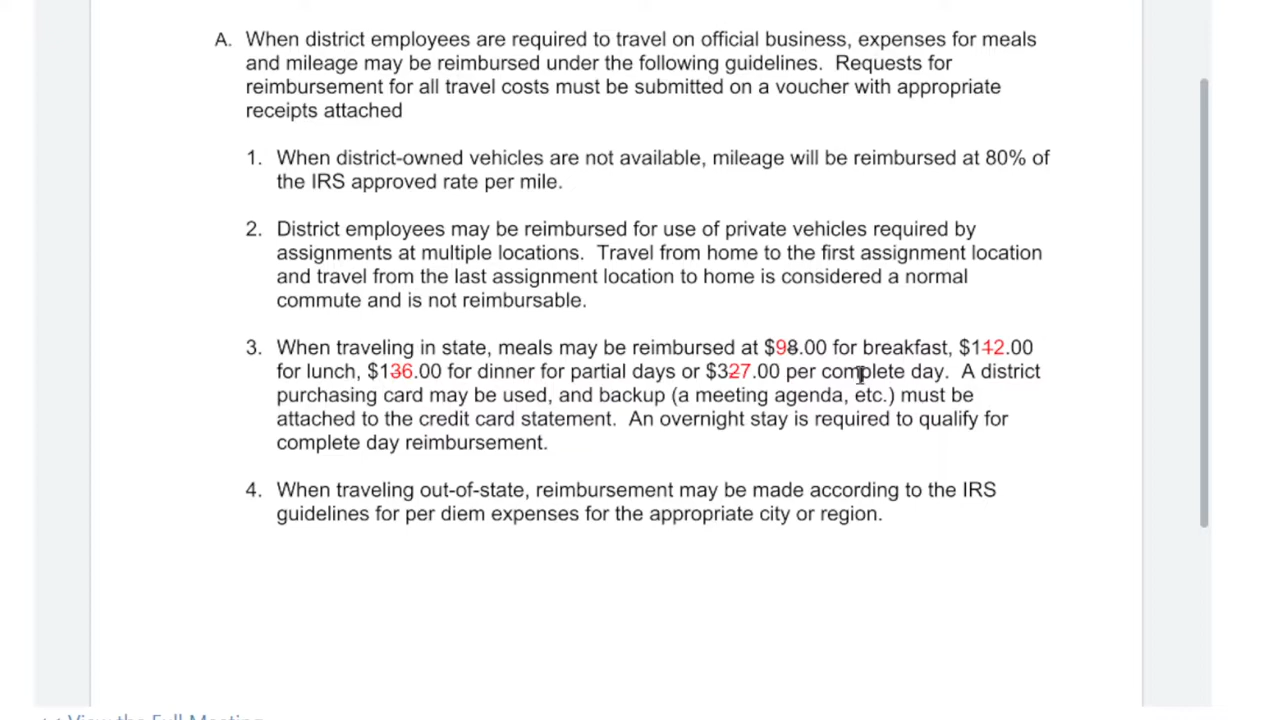 A. When district employees are required to travel on official business, expenses for meals
and mileage may be reimbursed under the following guidelines. Requests for
reimbursement for all travel costs must be submitted on a voucher with appropriate
receipts attached
1. When district-owned vehicles are not available, mileage will be reimbursed at 80% of
the IRS approved rate per mile.
2. District employees may be reimbursed for use of private vehicles required by
assignments at multiple locations. Travel from home to the first assignment location
and travel from the last assignment location to home is considered a normal
commute and is not reimbursable.
3. When traveling in state, meals may be reimbursed at $98.00 for breakfast, $112.00
for lunch, $136.00 for dinner for partial days or $327.00 per complete day. A district
purchasing card may be used, and backup (a meeting agenda, etc.) must be
attached to the credit card statement. An overnight stay is required to qualify for
complete day reimbursement.
4. When traveling out-of-state, reimbursement may be made according to the IRS
guidelines for per diem expenses for the appropriate city or region.
View the Full Meeting